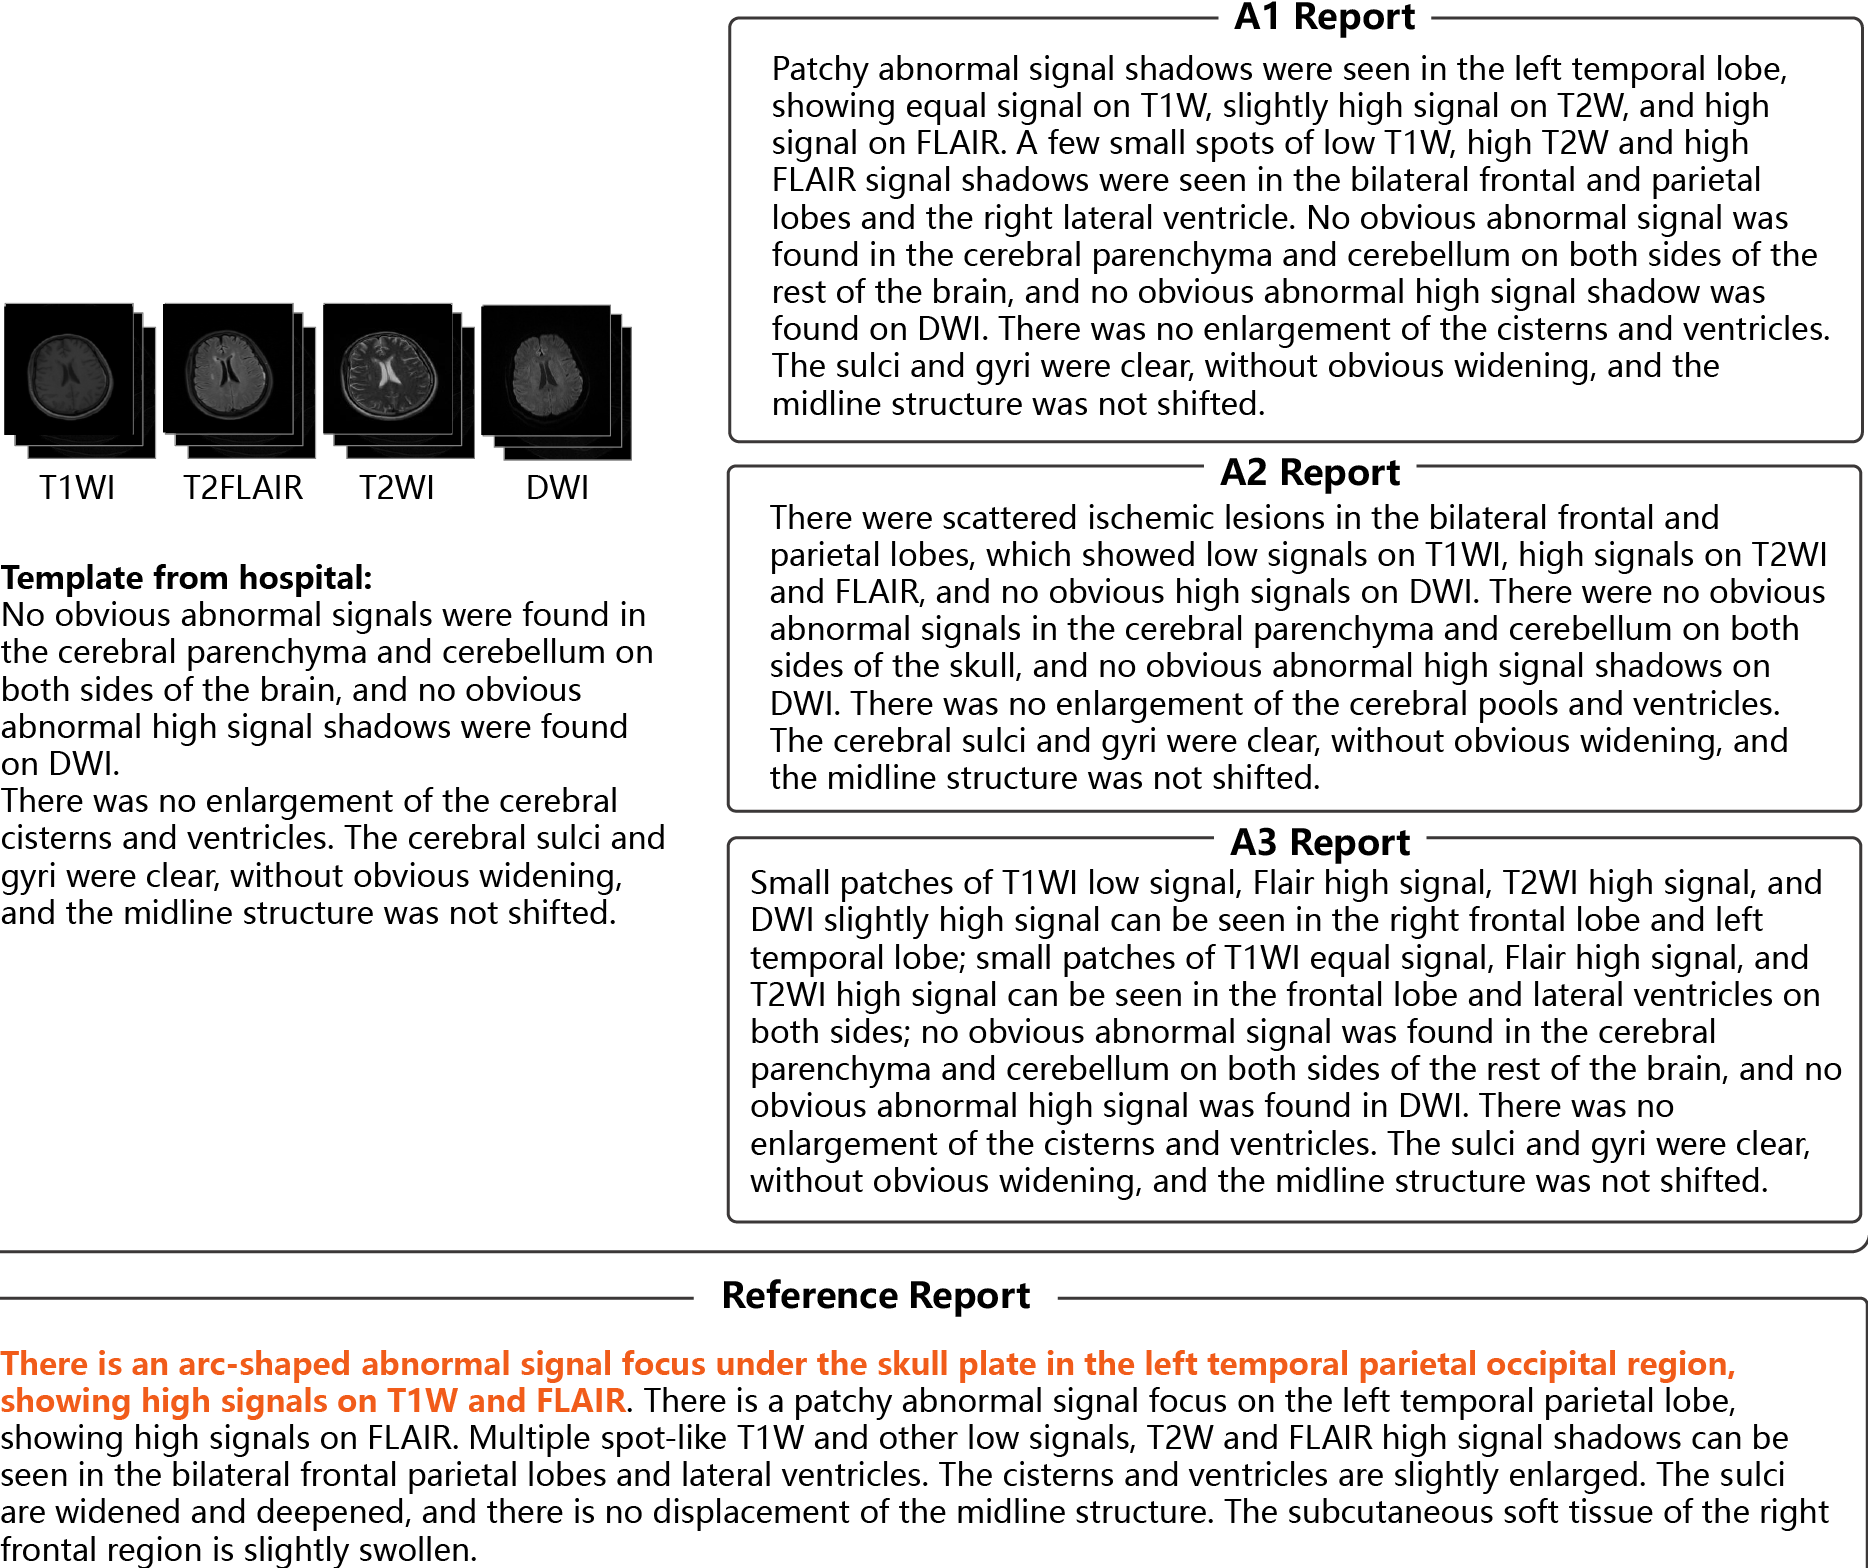 T1WI
T2FLAIR
T2WI
DWI
Template from hospital:
No obvious abnormal signals were found in
the cerebral parenchyma and cerebellum on
both sides of the brain, and no obvious
abnormal high signal shadows were found
on DWI.
There was no enlargement of the cerebral
cisterns and ventricles. The cerebral sulci and
gyri were clear, without obvious widening,
and the midline structure was not shifted.
A1 Report
Patchy abnormal signal shadows were seen in the left temporal lobe,
showing equal signal on T1W, slightly high signal on T2W, and high
signal on FLAIR. A few small spots of low T1W, high T2W and high
FLAIR signal shadows were seen in the bilateral frontal and parietal
lobes and the right lateral ventricle. No obvious abnormal signal was
found in the cerebral parenchyma and cerebellum on both sides of the
rest of the brain, and no obvious abnormal high signal shadow was
found on DWI. There was no enlargement of the cisterns and ventricles.
The sulci and gyri were clear, without obvious widening, and the
midline structure was not shifted.
A2 Report
There were scattered ischemic lesions in the bilateral frontal and
parietal lobes, which showed low signals on T1WI, high signals on T2WI
and FLAIR, and no obvious high signals on DWI. There were no obvious
abnormal signals in the cerebral parenchyma and cerebellum on both
sides of the skull, and no obvious abnormal high signal shadows on
DWI. There was no enlargement of the cerebral pools and ventricles.
The cerebral sulci and gyri were clear, without obvious widening, and
the midline structure was not shifted.
A3 Report
Small patches of T1WI low signal, Flair high signal, T2WI high signal, and
DWI slightly high signal can be seen in the right frontal lobe and left
temporal lobe; small patches of T1WI equal signal, Flair high signal, and
T2WI high signal can be seen in the frontal lobe and lateral ventricles on
both sides; no obvious abnormal signal was found in the cerebral
parenchyma and cerebellum on both sides of the rest of the brain, and no
obvious abnormal high signal was found in DWI. There was no
enlargement of the cisterns and ventricles. The sulci and gyri were clear,
without obvious widening, and the midline structure was not shifted.
Reference Report
There is an arc-shaped abnormal signal focus under the skull plate in the left temporal parietal occipital region,
showing high signals on T1W and FLAIR. There is a patchy abnormal signal focus on the left temporal parietal lobe,
showing high signals on FLAIR. Multiple spot-like T1W and other low signals, T2W and FLAIR high signal shadows can be
seen in the bilateral frontal parietal lobes and lateral ventricles. The cisterns and ventricles are slightly enlarged. The sulci
are widened and deepened, and there is no displacement of the midline structure. The subcutaneous soft tissue of the right
frontal region is slightly swollen.